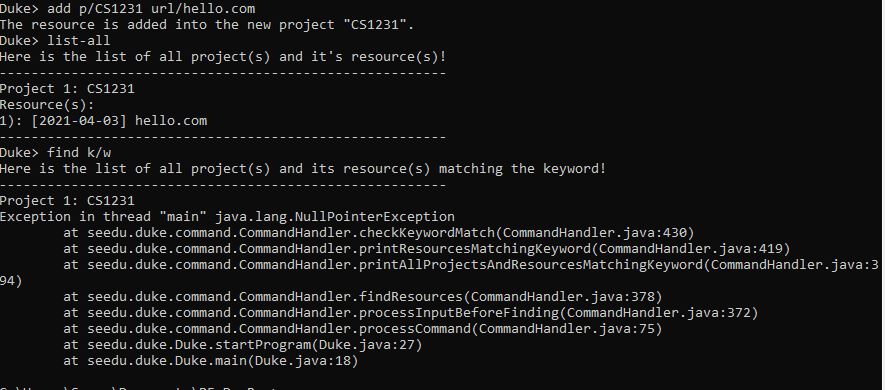 Duke> add p/CS1231 url/hello.com
The resource is added into the new project "CS1231".
Duke> list-all
Here is the list of all project(s) and it's resource(s)!
--------------------------------------------------------
Project 1: CS1231
Resource(s):
1): [2021-04-03] hello.com
--------------------------------------------------------
Duke> find k/w
Here is the list of all project(s) and its resource(s) matching the keyword!
--------------------------------------------------------
Project 1: CS1231
Exception in thread "main" java.lang.NullPointerException
        at seedu.duke.command.CommandHandler.checkKeywordMatch(CommandHandler.java:430)
        at seedu.duke.command.CommandHandler.printResourcesMatchingKeyword(CommandHandler.java:419)
        at seedu.duke.command.CommandHandler.printAllProjectsAndResourcesMatchingKeyword(CommandHandler.java:3
94)
        at seedu.duke.command.CommandHandler.findResources(CommandHandler.java:378)
        at seedu.duke.command.CommandHandler.processInputBeforeFinding(CommandHandler.java:372)
        at seedu.duke.command.CommandHandler.processCommand(CommandHandler.java:75)
        at seedu.duke.Duke.startProgram(Duke.java:27)
        at seedu.duke.Duke.main(Duke.java:18)